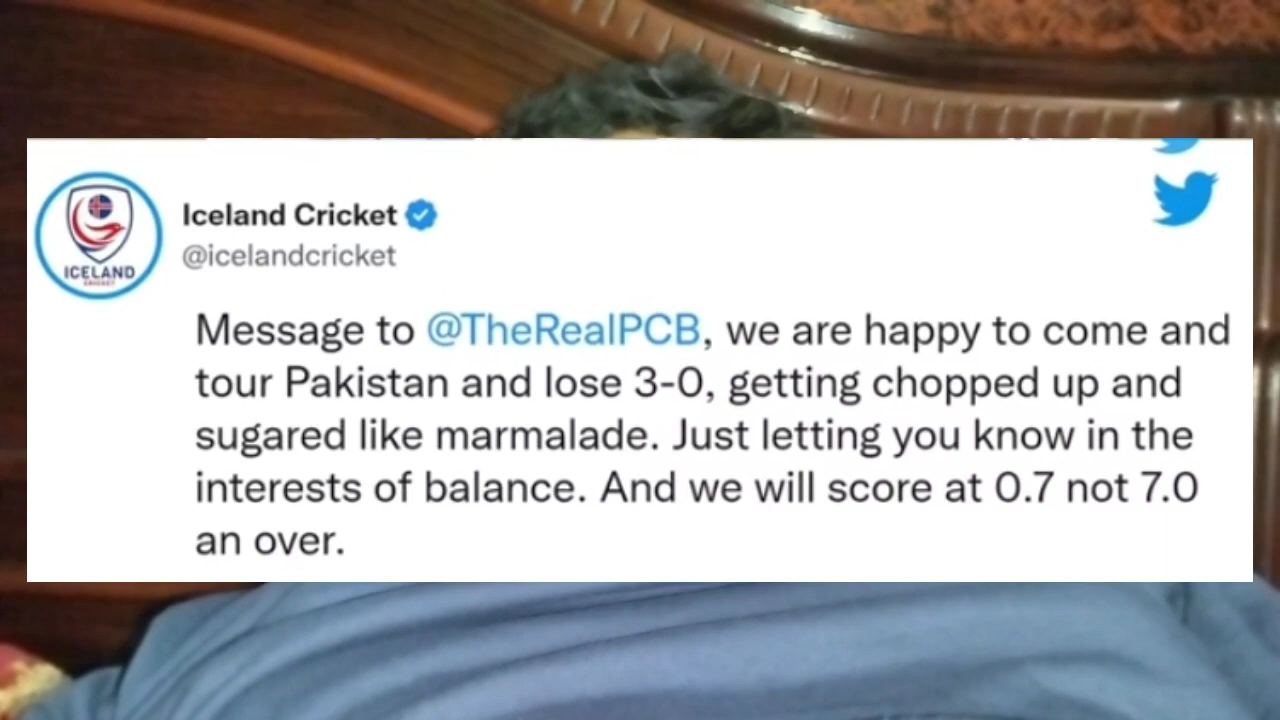 Iceland Cricket
@icelandcricket
ICELAND
CRICKET
Message to @TheRealPCB, we are happy to come and
tour Pakistan and lose 3-0, getting chopped up and
sugared like marmalade. Just letting you know in the
interests of balance. And we will score at 0.7 not 7.0
an over.